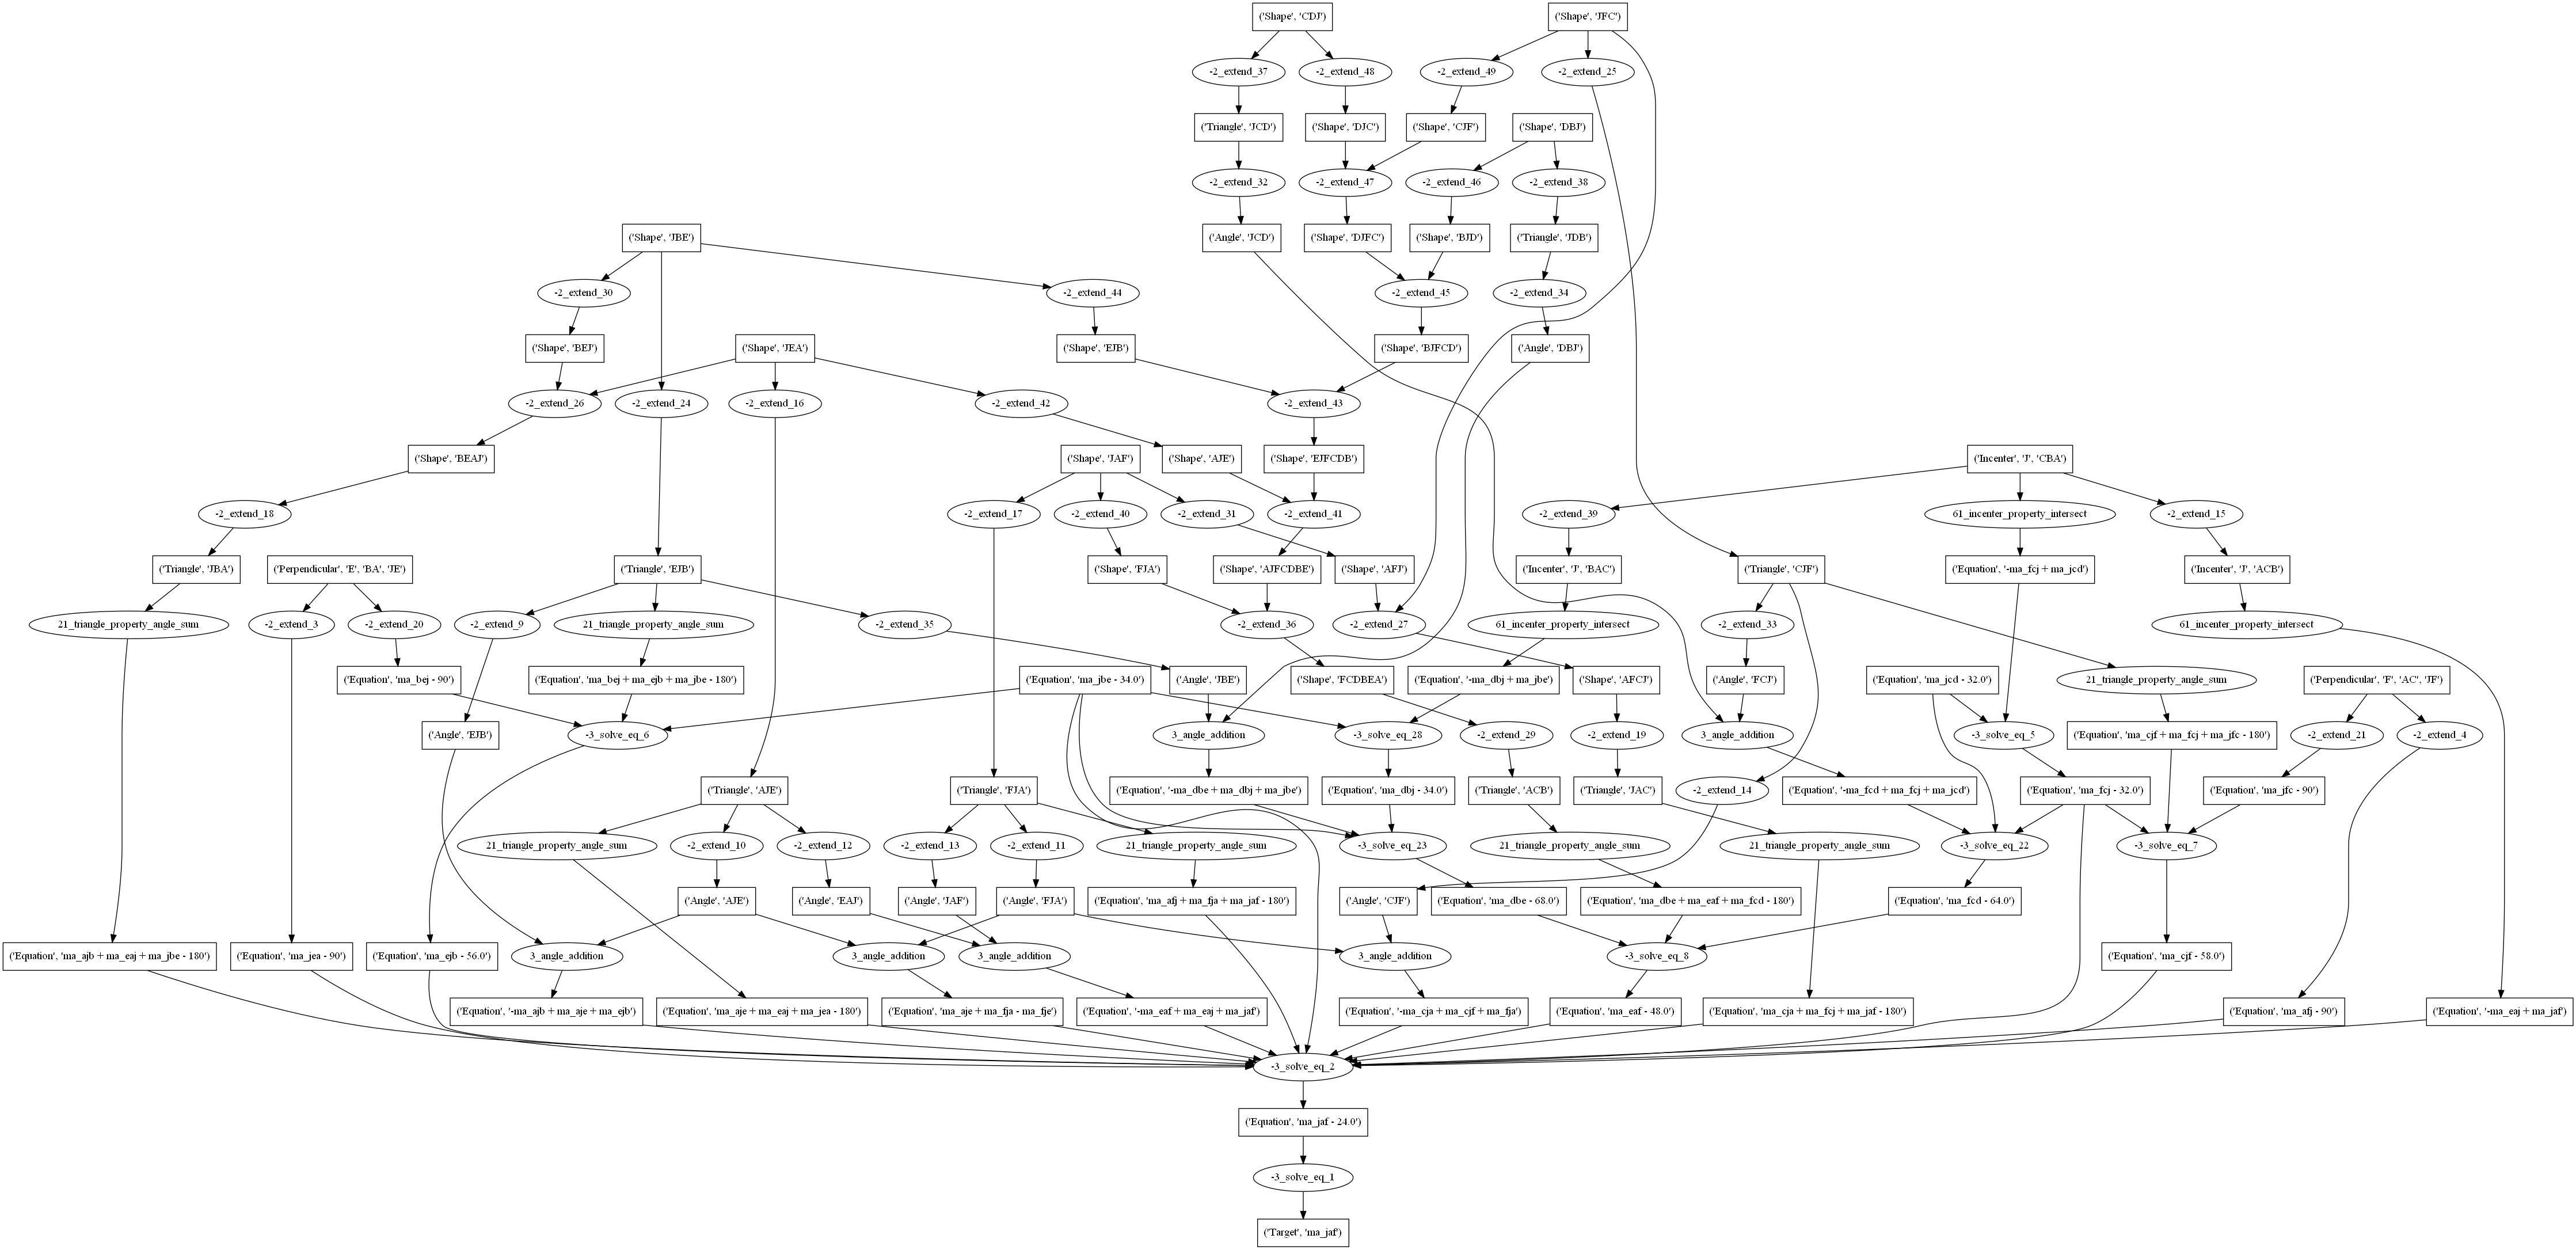 ('Shape', 'CDJ')
('Shape', 'JFC')
-2_extend_37
-2_extend_48
-2_extend_49
-2_extend_25
('Triangle', 'JCD')
('Shape', 'DJC')
('Shape', 'CJF')
('Shape', 'DBJ')
-2_extend_32
-2_extend_47
-2_extend_46
-2_extend_38
('Shape', 'JBE')
('Angle', 'JCD')
('Shape', 'DJFC')
('Shape', 'BJD')
('Triangle', 'JDB')
-2_extend_30
-2_extend_44
-2_extend_45
-2_extend_34
('Shape', 'BEJ')
('Shape', 'JEA')
('Shape', 'EJB')
('Shape', 'BJFCD')
('Angle', 'DBJ')
-2_extend_26
-2_extend_24
-2_extend_16
-2_extend_42
-2_extend_43
('Shape', 'BEAJ')
('Shape', 'JAF')
('Shape', 'AJE')
('Shape', 'EJFCDB')
('Incenter', 'J', 'CBA')
-2_extend_18
-2_extend_17
-2_extend_40
-2_extend_31
-2_extend_41
-2_extend_39
61_incenter_property_intersect
-2_extend_15
('Triangle', 'JBA')
('Perpendicular', 'E', 'BA', 'JE')
('Triangle', 'EJB')
('Shape', 'FJA')
('Shape', 'AJFCDBE')
('Shape', 'AFJ')
('Incenter', 'J', 'BAC')
('Triangle', 'CJF')
('Equation', '-ma_fcj + ma_jcd')
('Incenter', 'J', 'ACB')
21_triangle_property_angle_sum
-2_extend_3
-2_extend_20
-2_extend_9
21_triangle_property_angle_sum
-2_extend_35
-2_extend_36
-2_extend_27
61_incenter_property_intersect
-2_extend_33
61_incenter_property_intersect
('Equation', 'ma_bej - 90')
('Equation', 'ma_bej + ma_ejb + ma_jbe - 180')
('Equation', 'ma_jbe - 34.0')
('Angle', 'JBE')
('Shape', 'FCDBEA')
('Equation', '-ma_dbj + ma_jbe')
('Shape', 'AFCJ')
('Angle', 'FCJ')
('Equation', 'ma_jcd - 32.0')
21_triangle_property_angle_sum
('Perpendicular', 'F', 'AC', 'JF')
('Angle', 'EJB')
-3_solve_eq_6
3_angle_addition
-3_solve_eq_28
-2_extend_29
-2_extend_19
3_angle_addition
-3_solve_eq_5
('Equation', 'ma_cjf + ma_fcj + ma_jfc - 180')
-2_extend_21
-2_extend_4
('Triangle', 'AJE')
('Triangle', 'FJA')
('Equation', '-ma_dbe + ma_dbj + ma_jbe')
('Equation', 'ma_dbj - 34.0')
('Triangle', 'ACB')
('Triangle', 'JAC')
-2_extend_14
('Equation', '-ma_fcd + ma_fcj + ma_jcd')
('Equation', 'ma_fcj - 32.0')
('Equation', 'ma_jfc - 90')
21_triangle_property_angle_sum
-2_extend_10
-2_extend_12
-2_extend_13
-2_extend_11
21_triangle_property_angle_sum
-3_solve_eq_23
21_triangle_property_angle_sum
21_triangle_property_angle_sum
-3_solve_eq_22
-3_solve_eq_7
('Angle', 'AJE')
('Angle', 'EAJ')
('Angle', 'JAF')
('Angle', 'FJA')
('Equation', 'ma_afj + ma_fja + ma_jaf - 180')
('Angle', 'CJF')
('Equation', 'ma_dbe - 68.0')
('Equation', 'ma_dbe + ma_eaf + ma_fcd - 180')
('Equation', 'ma_fcd - 64.0')
('Equation', 'ma_ajb + ma_eaj + ma_jbe - 180')
('Equation', 'ma_jea - 90')
('Equation', 'ma_ejb - 56.0')
3_angle_addition
3_angle_addition
3_angle_addition
3_angle_addition
-3_solve_eq_8
('Equation', 'ma_cjf - 58.0')
('Equation', '-ma_ajb + ma_aje + ma_ejb')
('Equation', 'ma_aje + ma_eaj + ma_jea - 180')
('Equation', 'ma_aje + ma_fja - ma_fje')
('Equation', '-ma_eaf + ma_eaj + ma_jaf')
('Equation', '-ma_cja + ma_cjf + ma_fja')
('Equation', 'ma_eaf - 48.0')
('Equation', 'ma_cja + ma_fcj + ma_jaf - 180')
('Equation', 'ma_afj - 90')
('Equation', '-ma_eaj + ma_jaf')
-3_solve_eq_2
('Equation', 'ma_jaf - 24.0')
-3_solve_eq_1
('Target', 'ma_jaf')